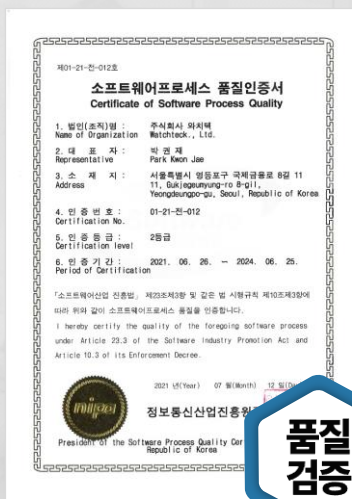 제01-21-전-012호
소프트웨어프로세스 품질인증서
Certificate of Software Process Quality
1. 법인(조직)명 : 주식회사 와치텍
Name of Organization Watchteck., Ltd.
2. 대 표 자 : 박 권 재
Representative Park Kwon Jae
3. 소 재 지 : 서울특별시 영등포구 국제금융로 8길 11
Address 11, Gukjegeumyung-ro 8-gil,
Yeongdeungpo-gu, Seoul, Republic of Korea
4. 인 증 번 호 : 01-21-전-012
Certification No.
5. 인 증 등 급 : 2등급
Certification level
6. 인 증 기 간 : 2021. 06. 26. ~ 2024. 06. 25.
Period of Certification
「소프트웨어산업 진흥법」 제23조제3항 및 같은 법 시행규칙 제10조제3항에
따라 위와 같이 소프트웨어프로세스 품질을 인증합니다.
I hereby certify the quality of the foregoing software process
under Article 23.3 of the Software Industry Promotion Act and
Article 10.3 of its Enforcement Decree.
2021 년(Year) 07 월(Month) 12 일
nipa
정보통신산업진흥원
President of the Software Process Quality Cer
Republic of Korea
품질
검증